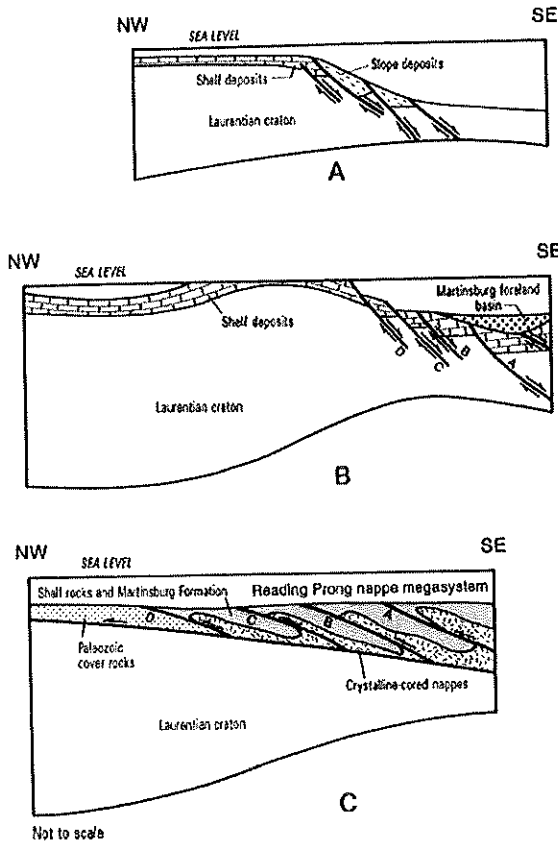 NW
SE
SEA LEVEL
Shelf deposits
Slope deposits
Laurentian craton
A
NW
SE
SEA LEVEL
Martinsburg foreland
basin
Shelf deposits
D
C
B
A
Laurentian craton
B
NW
SE
SEA LEVEL
Shelf rocks and Martinsburg Formation
Reading Prong nappe megasystem
D
C
B
A
Paleozoic
cover rocks
Crystalline-cored nappes
Laurentian craton
C
Not to scale